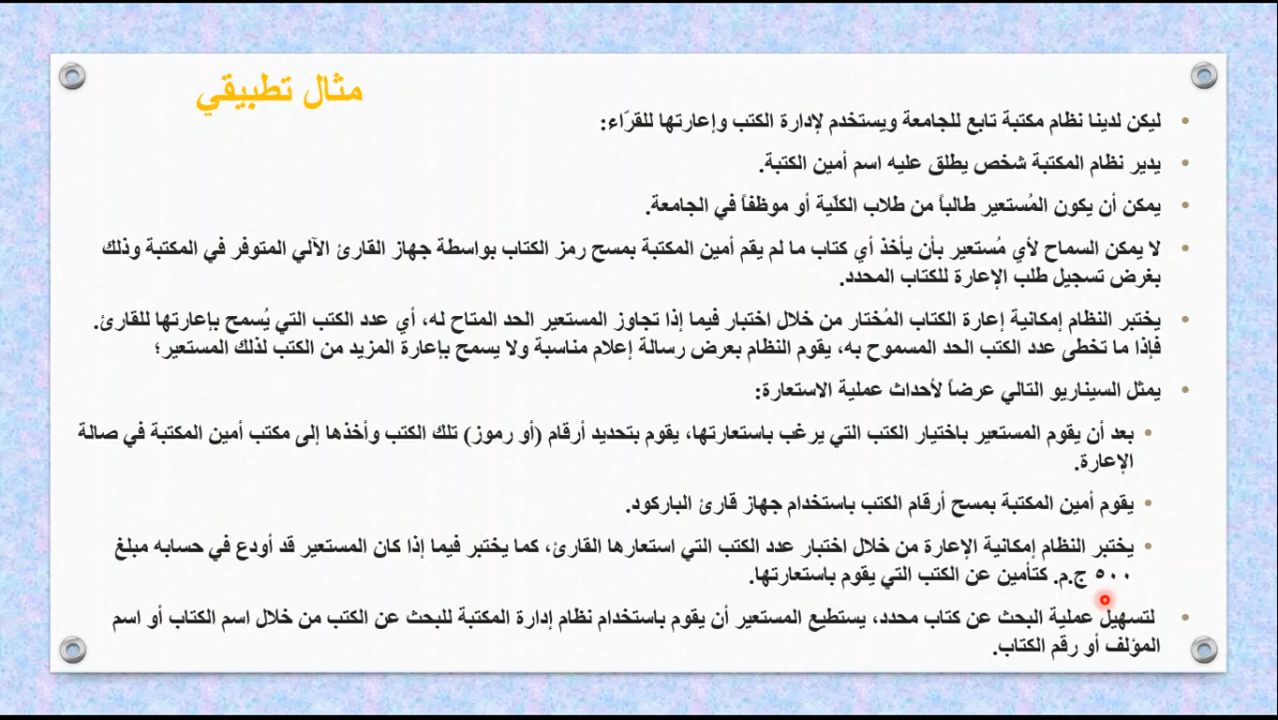 مثال تطبيقي
• ليكن لدينا نظام مكتبة تابع للجامعة ويستخدم لإدارة الكتب وإعارتها للقرّاء:
• يدير نظام المكتبة شخص يطلق عليه اسم أمين الكتبة.
• يمكن أن يكون المُستعير طالباً من طلاب الكلّية أو موظفاً في الجامعة.
• لا يمكن السماح لأي مُستعير بأن يأخذ أي كتاب ما لم يقم أمين المكتبة بمسح رمز الكتاب بواسطة جهاز القارئ الآلي المتوفر في المكتبة وذلك
بغرض تسجيل طلب الإعارة للكتاب المحدد.
• يختبر النظام إمكانية إعارة الكتاب المُختار من خلال اختبار فيما إذا تجاوز المستعير الحد المتاح له، أي عدد الكتب التي يُسمح بإعارتها للقارئ.
فإذا ما تخطى عدد الكتب الحد المسموح به، يقوم النظام بعرض رسالة إعلام مناسبة ولا يسمح بإعارة المزيد من الكتب لذلك المستعير؛
• يمثل السيناريو التالي عرضاً لأحداث عملية الاستعارة:
• بعد أن يقوم المستعير باختيار الكتب التي يرغب باستعارتها، يقوم بتحديد أرقام (أو رموز) تلك الكتب وأخذها إلى مكتب أمين المكتبة في صالة
الإعارة.
• يقوم أمين المكتبة بمسح أرقام الكتب باستخدام جهاز قارئ الباركود.
• يختبر النظام إمكانية الإعارة من خلال اختبار عدد الكتب التي استعارها القارئ، كما يختبر فيما إذا كان المستعير قد أودع في حسابه مبلغ
٥٠٠ ج.م. كتأمين عن الكتب التي يقوم باستعارتها.
• لتسهيل عملية البحث عن كتاب محدد، يستطيع المستعير أن يقوم باستخدام نظام إدارة المكتبة للبحث عن الكتب من خلال اسم الكتاب أو اسم
المؤلف أو رقم الكتاب.